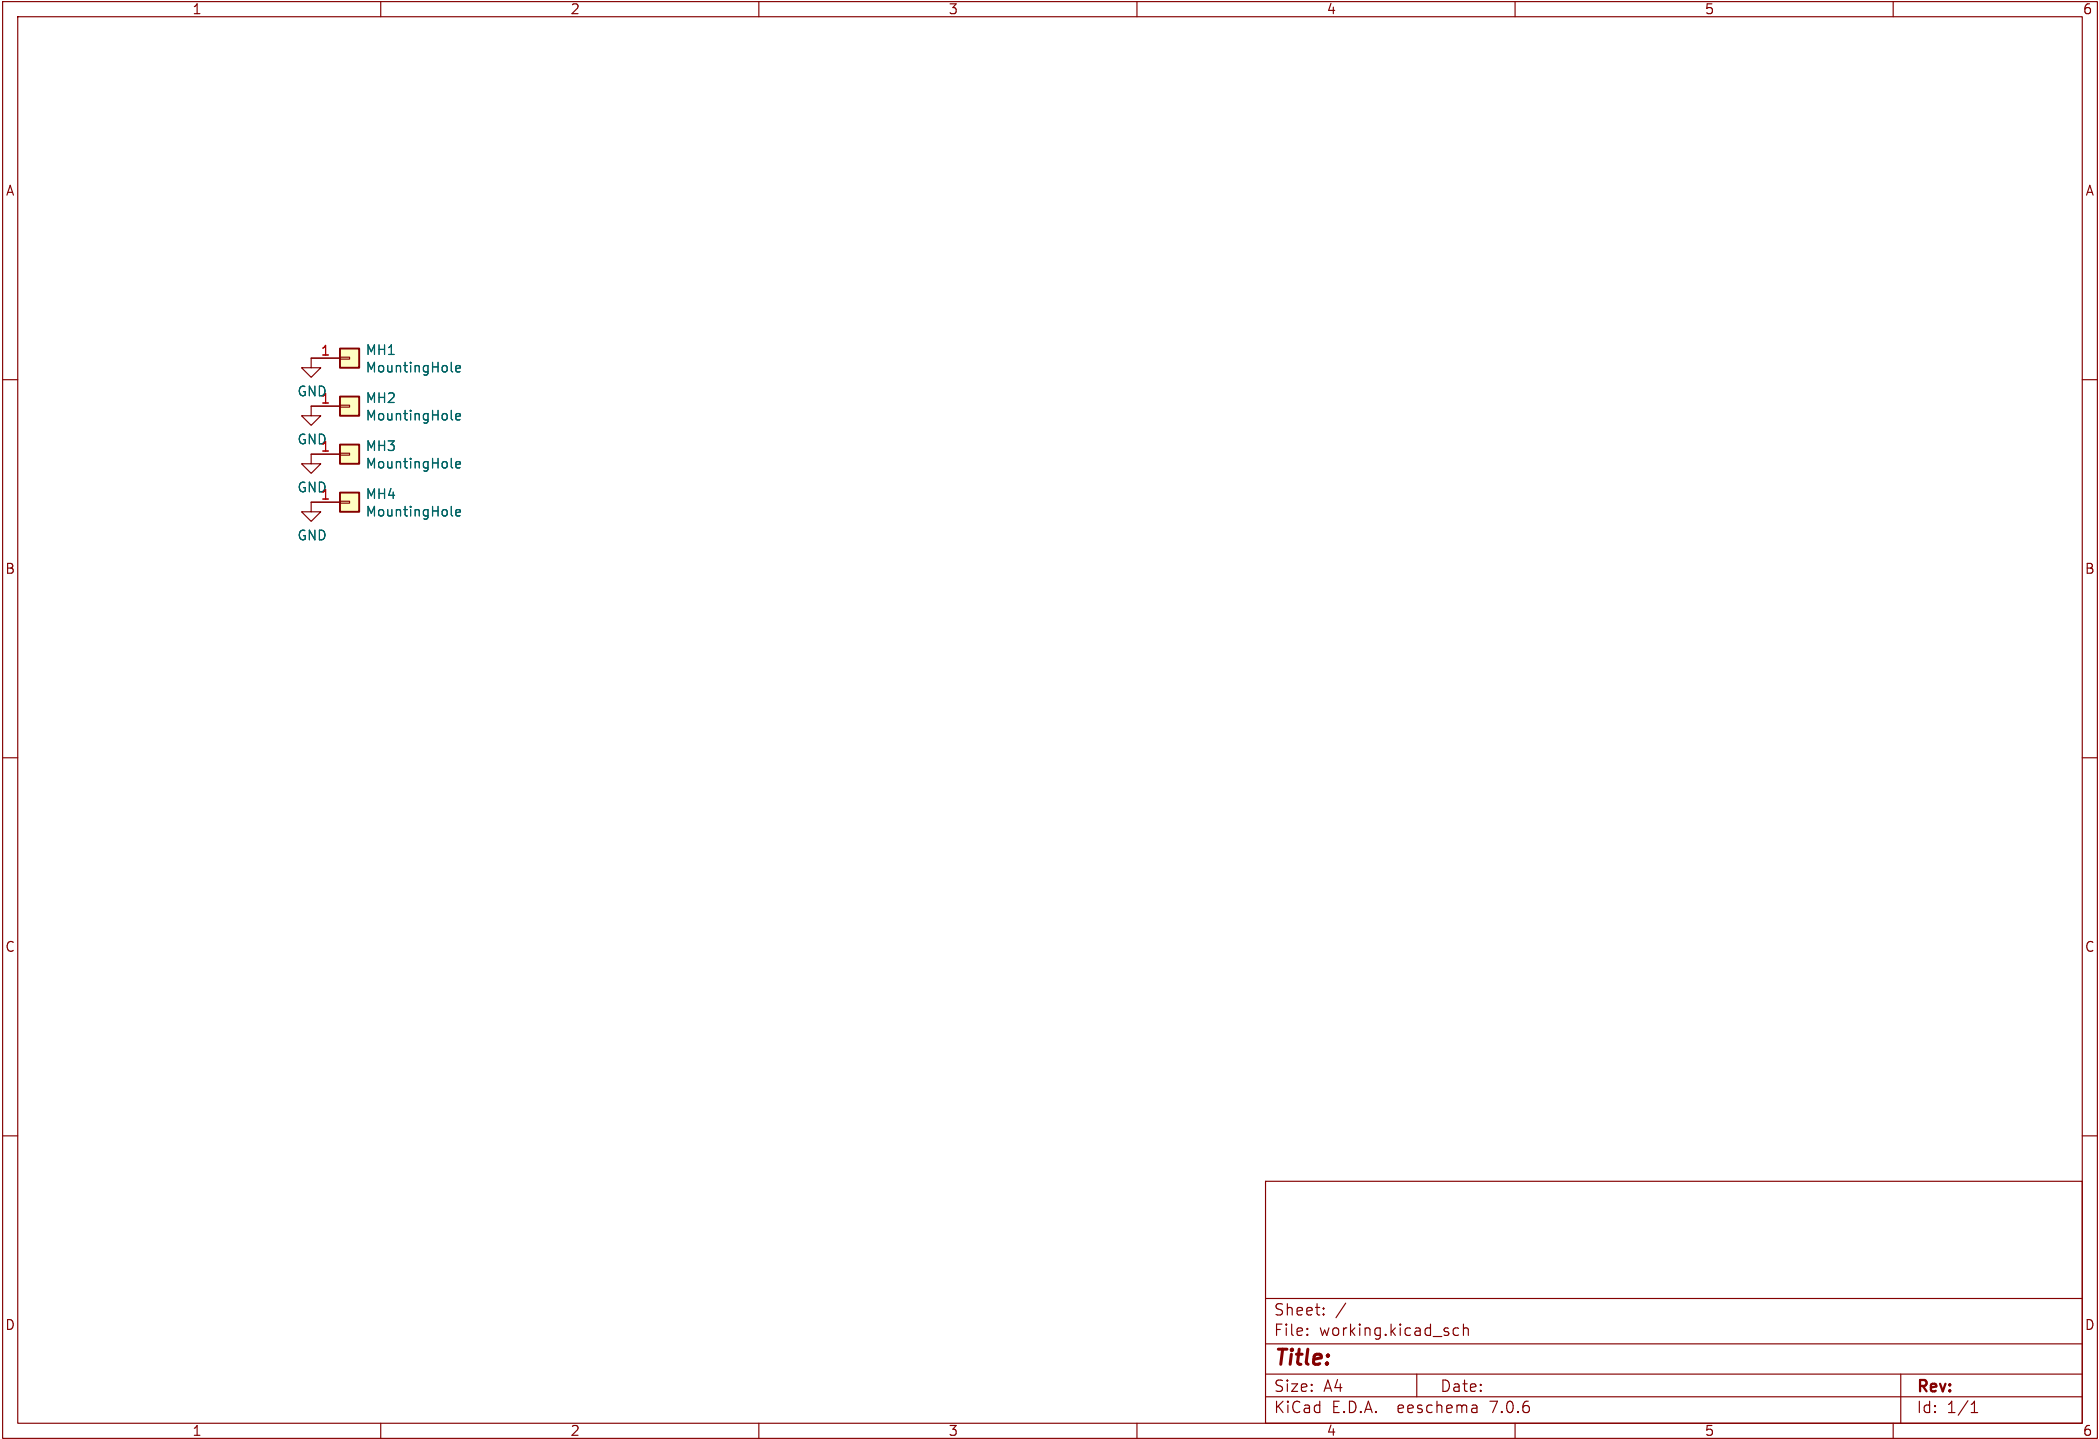 1 2 3 4 5 6
A A
1 MH1
MountingHole
GND
1 MH2
MountingHole
GND
1 MH3
MountingHole
GND
1 MH4
MountingHole
GND
B B
C C
Sheet: /
D D
File: working.kicad_sch
Title:
Size: A4 Date: Rev:
KiCad E.D.A. eeschema 7.0.6 Id: 1/1
1 2 3 4 5 6